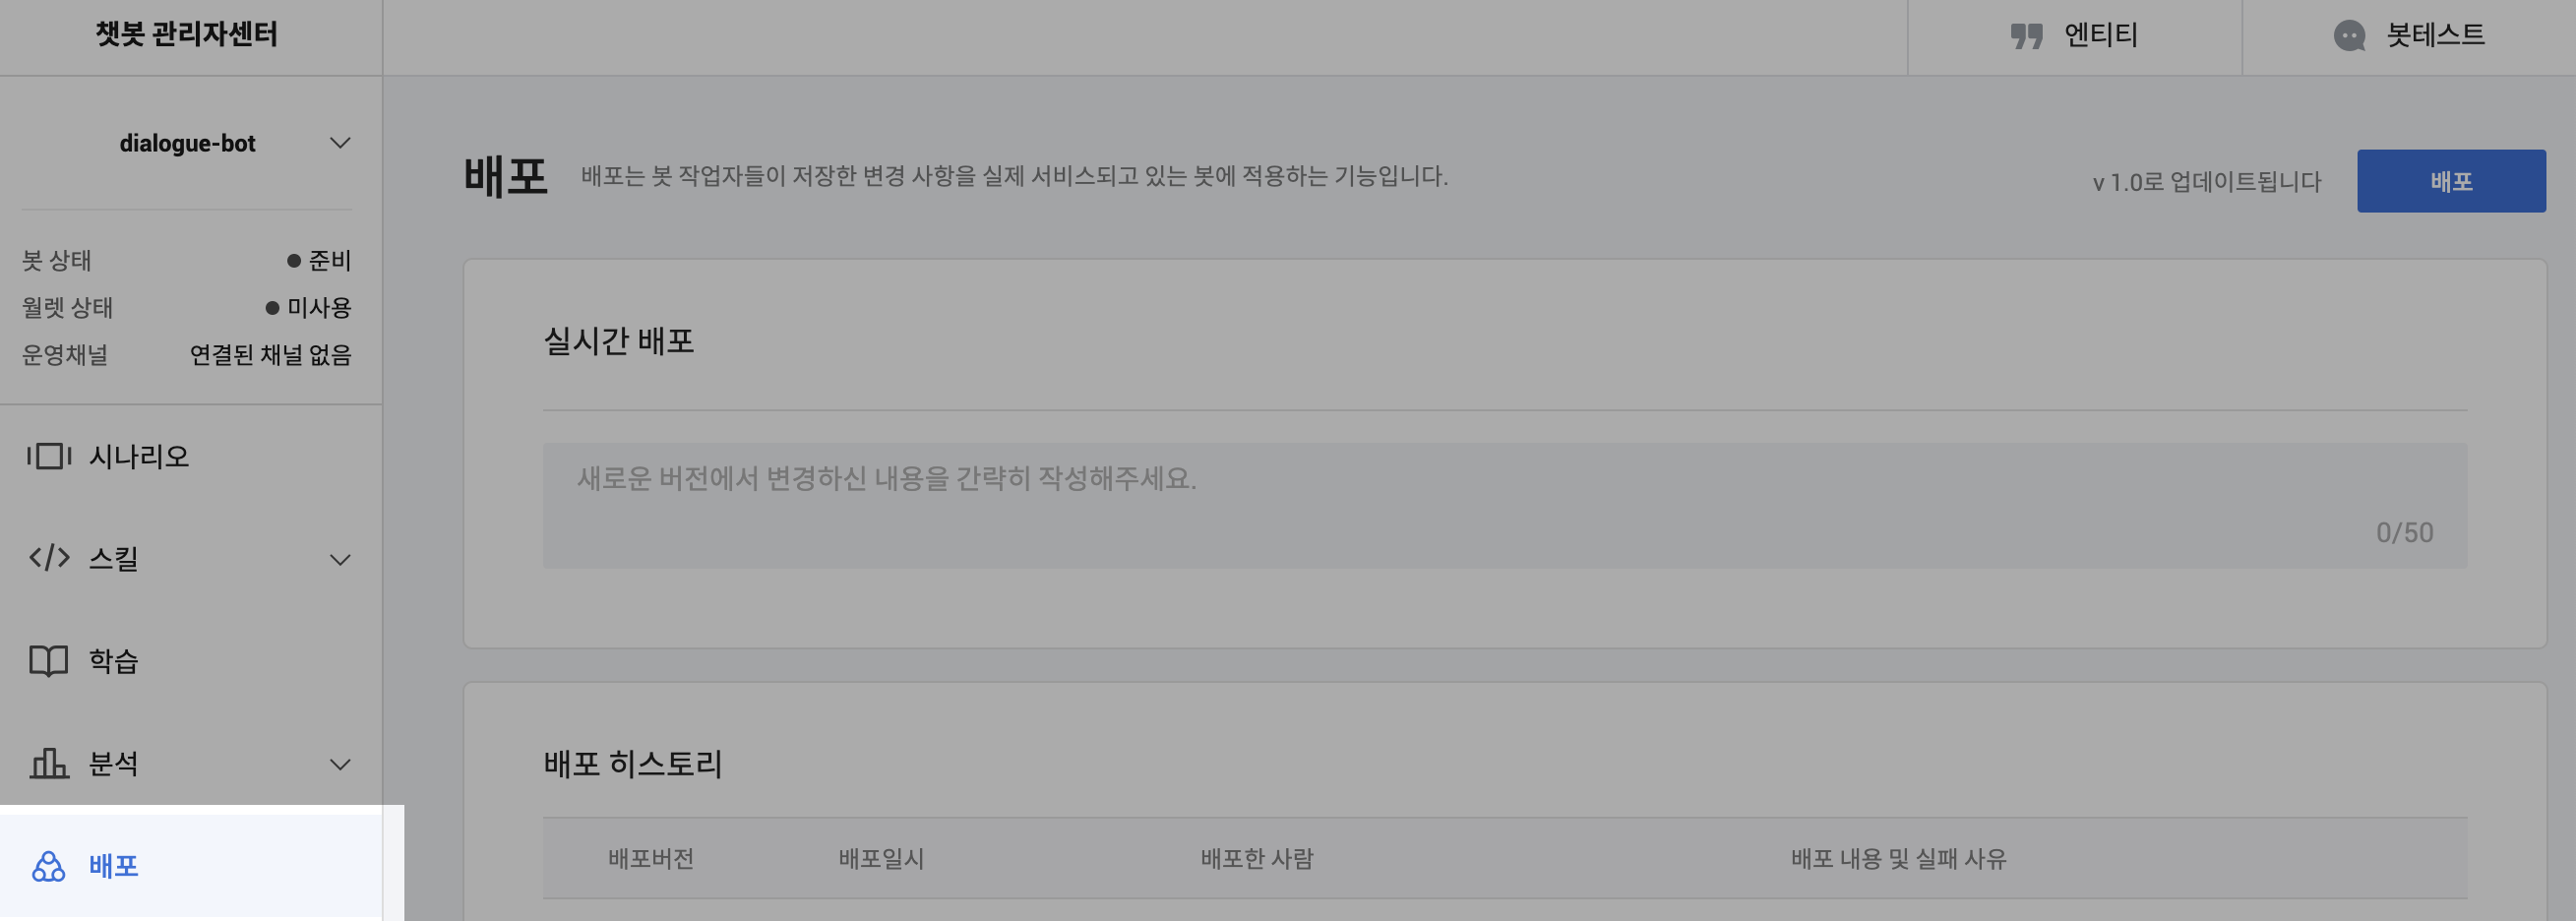 챗봇 관리자센터
엔티티
봇테스트
dialogue-bot
봇 상태
준비
월렛 상태
미사용
운영채널
연결된 채널 없음
시나리오
스킬
학습
분석
배포
배포
배포는 봇 작업자들이 저장한 변경 사항을 실제 서비스되고 있는 봇에 적용하는 기능입니다.
v 1.0로 업데이트됩니다
배포
실시간 배포
새로운 버전에서 변경하신 내용을 간략히 작성해주세요.
0/50
배포 히스토리
배포버전
배포일시
배포한 사람
배포 내용 및 실패 사유